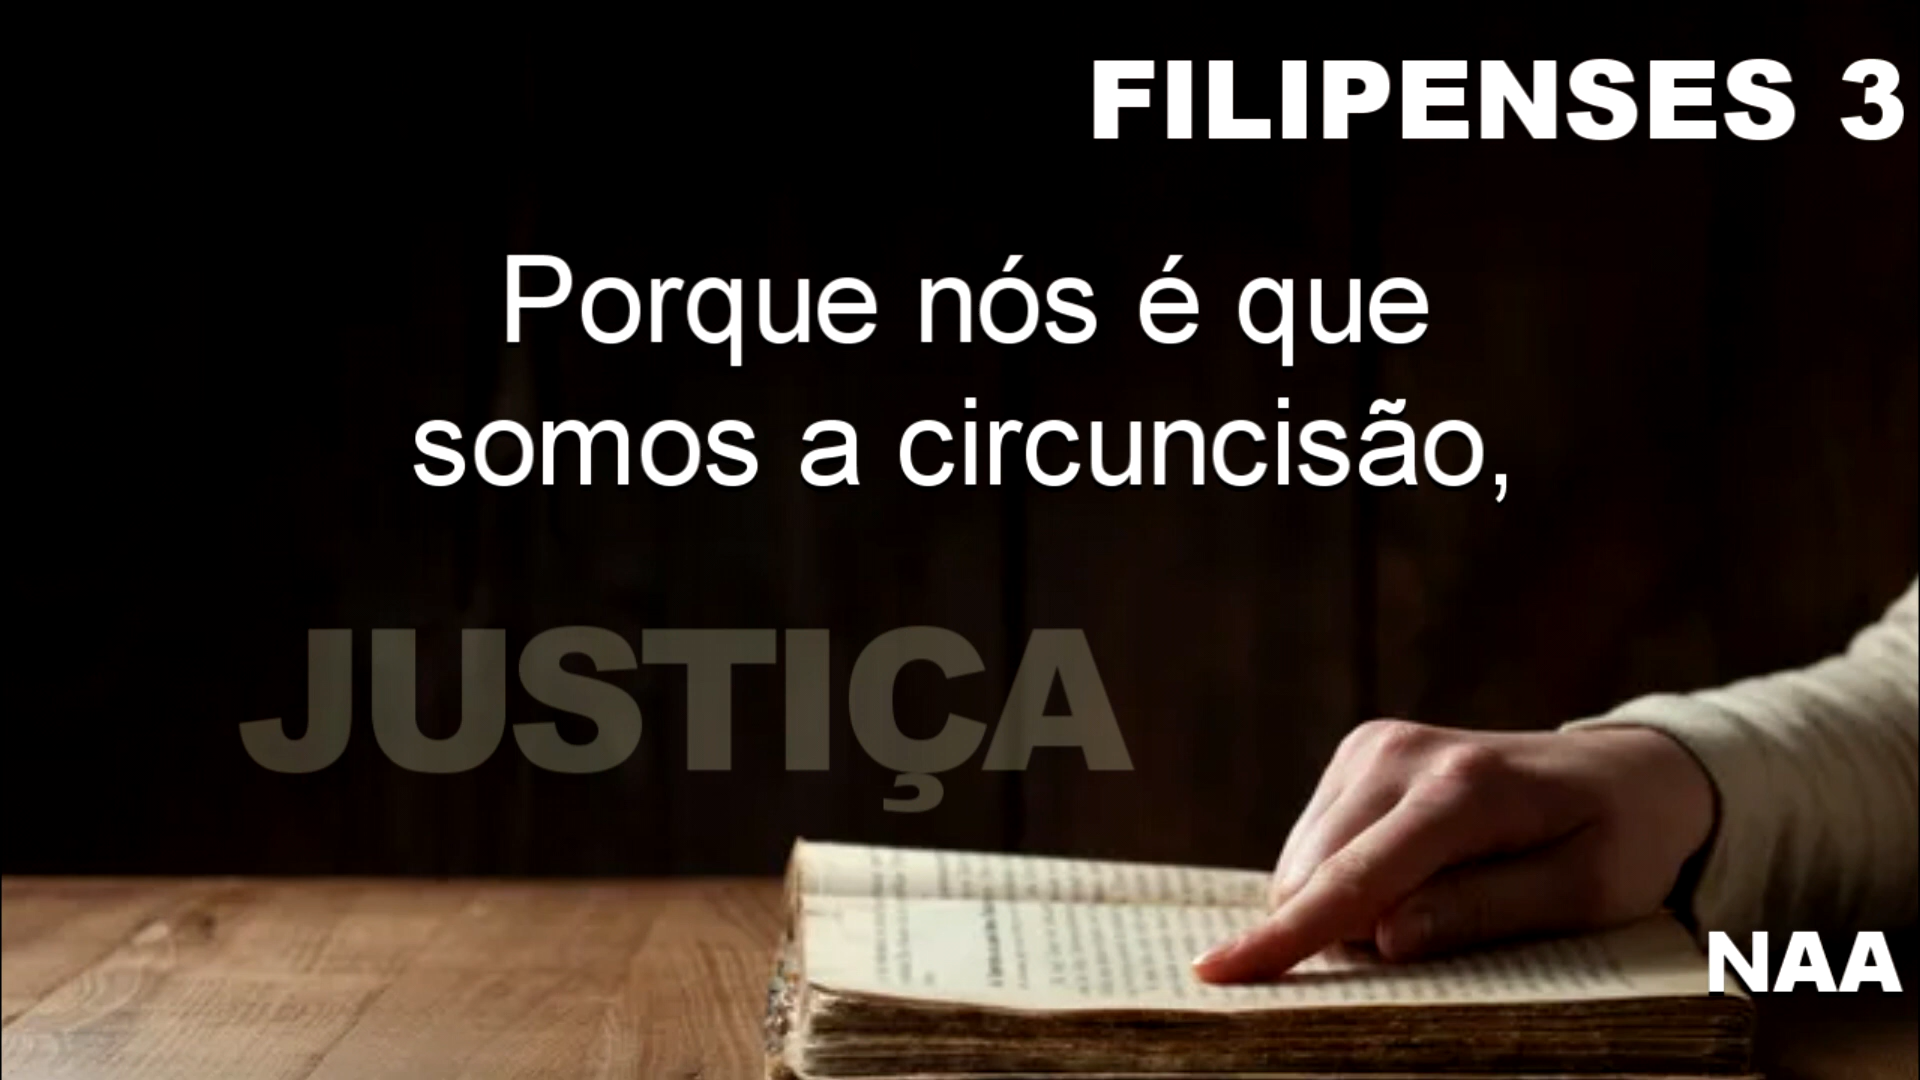 FILIPENSES 3
Porque nós é que
somos a circuncisão,
JUSTIÇA
NAA